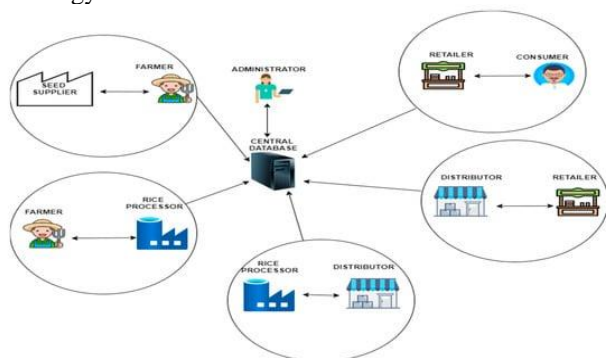 SEED
SUPPLIER
FARMER
ADMINISTRATOR
RETAILER
CONSUMER
CENTRAL
DATABASE
FARMER
RICE
PROCESSOR
DISTRIBUTOR
RETAILER
RICE
PROCESSOR
DISTRIBUTOR